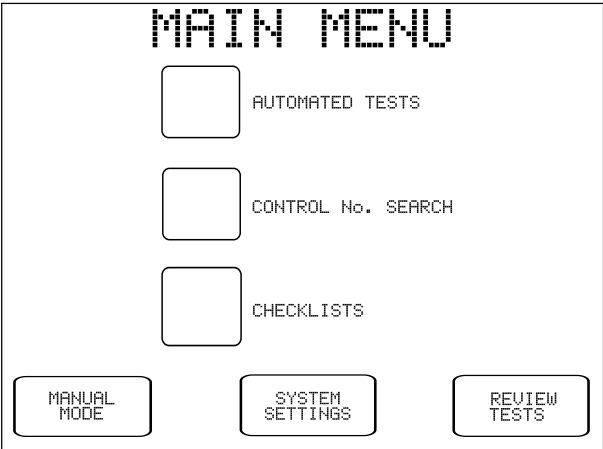 MAIN MENU
AUTOMATED TESTS
CONTROL No. SEARCH
CHECKLISTS
MANUAL
MODE
SYSTEM
SETTINGS
REVIEW
TESTS